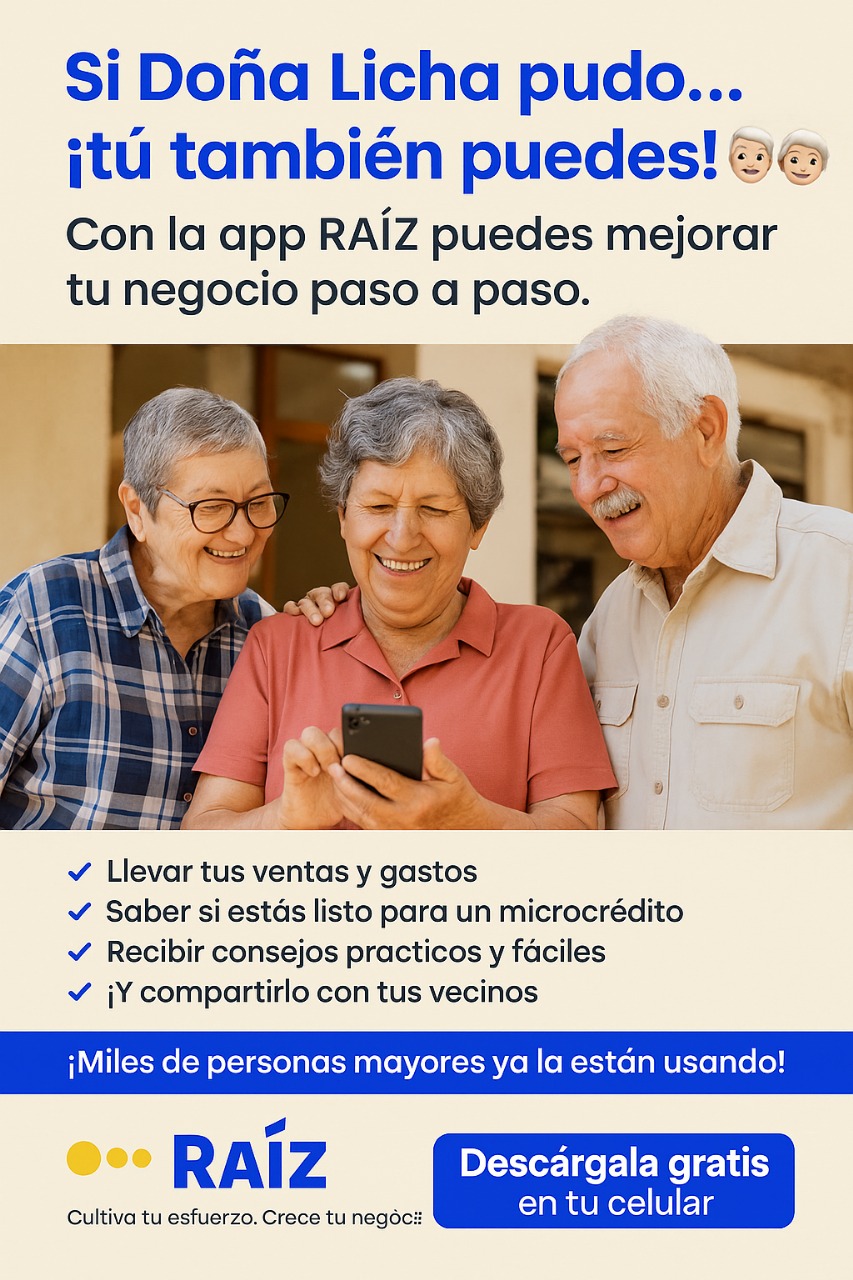 Si Doña Licha pudo...
¡tú también puedes!
Con la app RAÍZ puedes mejorar
tu negocio paso a paso.
Llevar tus ventas y gastos
Saber si estás listo para un microcrédito
Recibir consejos practicos y fáciles
¡Y compartirlo con tus vecinos
¡Miles de personas mayores ya la están usando!
RAÍZ
Cultiva tu esfuerzo. Crece tu
Descárgala gratis
en tu celular